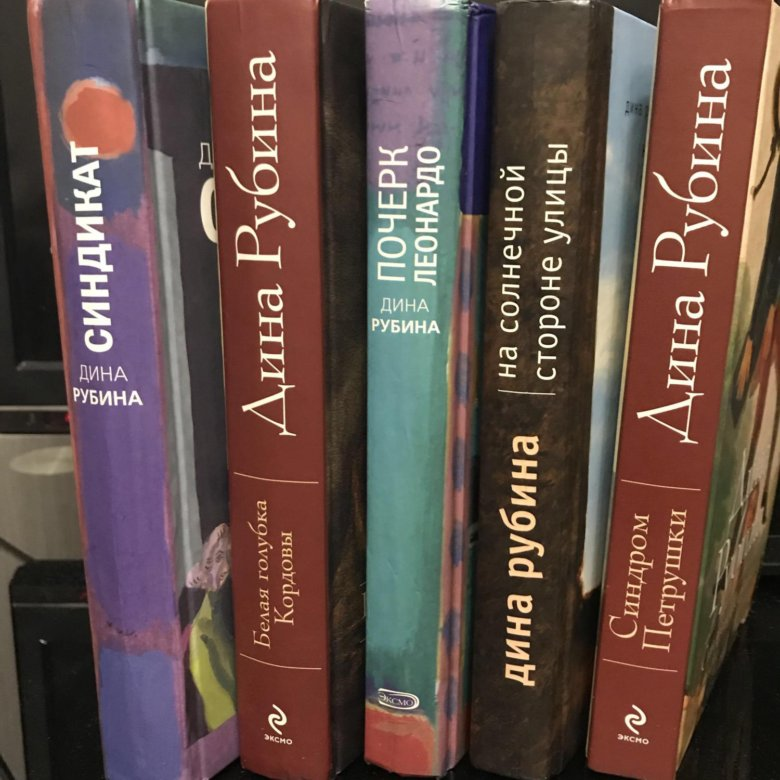 СИНДИКАТ
ДИНА
РУБИНА
Дина Рубина
Белая голубка
Кордовы
ЭКСМО
ПОЧЕРК
ЛЕОНАРДО
ДИНА
РУБИНА
ЭКСМО
дина рубина
на солнечной
стороне улицы
Дина Рубина
Синдром
Петрушки
ЭКСМО